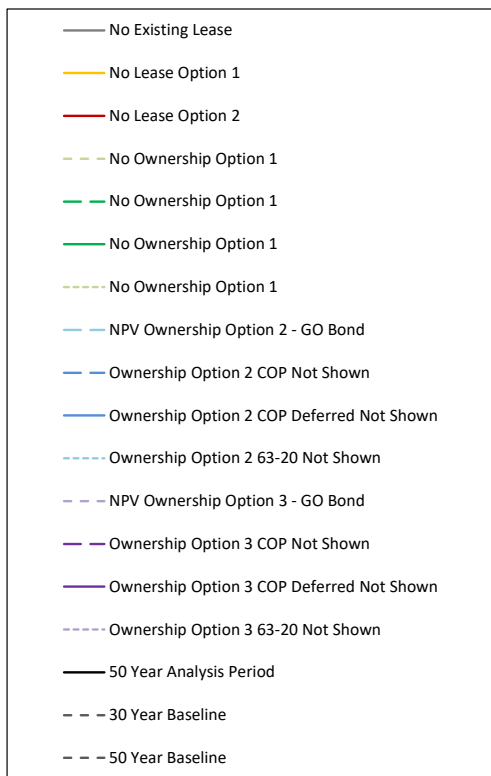 No Existing Lease
No Lease Option 1
No Lease Option 2
No Ownership Option 1
No Ownership Option 1
No Ownership Option 1
No Ownership Option 1
NPV Ownership Option 2 - GO Bond
Ownership Option 2 COP Not Shown
Ownership Option 2 COP Deferred Not Shown
Ownership Option 2 63-20 Not Shown
NPV Ownership Option 3 - GO Bond
Ownership Option 3 COP Not Shown
Ownership Option 3 COP Deferred Not Shown
Ownership Option 3 63-20 Not Shown
50 Year Analysis Period
30 Year Baseline
50 Year Baseline